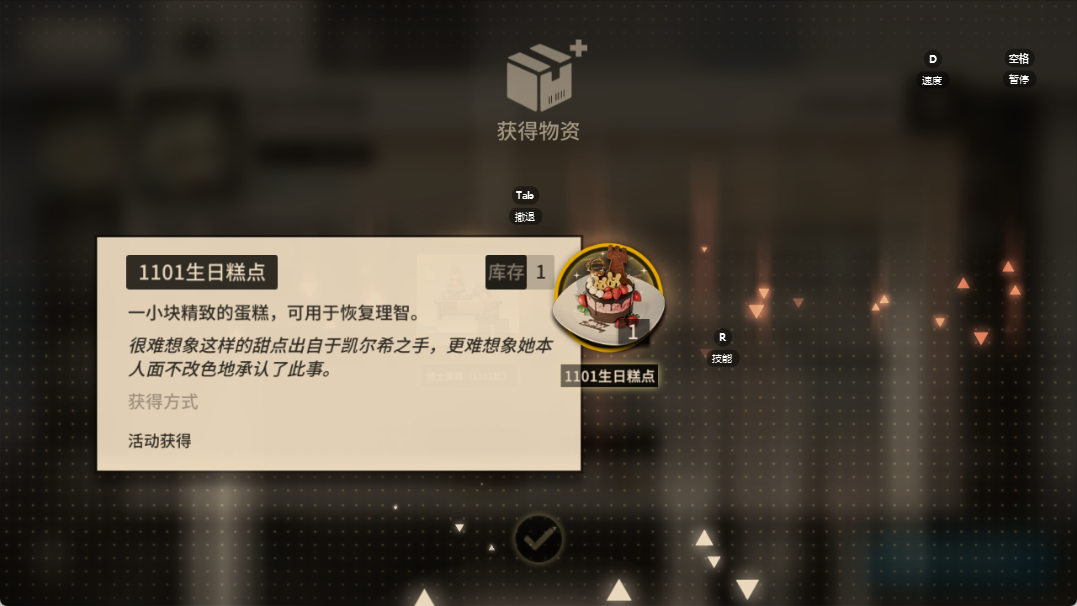 获得物资
D
速度
空格
暂停
Tab
撤退
1101生日糕点
库存 1
一小块精致的蛋糕，可用于恢复理智。
很难想象这样的甜点出自于凯尔希之手，更难想象她本
人面不改色地承认了此事。
获得方式
活动获得
1
1101生日糕点
R
技能